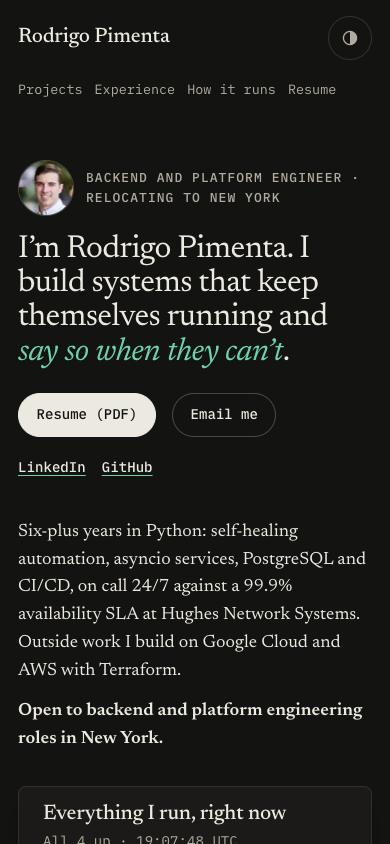 Rodrigo Pimenta
Projects Experience How it runs Resume
BACKEND AND PLATFORM ENGINEER ·
RELOCATING TO NEW YORK
I’m Rodrigo Pimenta. I
build systems that keep
themselves running and
say so when they can’t.
Resume (PDF) Email me
LinkedIn GitHub
Six-plus years in Python: self-healing
automation, asyncio services, PostgreSQL and
CI/CD, on call 24/7 against a 99.9%
availability SLA at Hughes Network Systems.
Outside work I build on Google Cloud and
AWS with Terraform.
Open to backend and platform engineering
roles in New York.
Everything I run, right now
All 4 up · 19:07:48 UTC